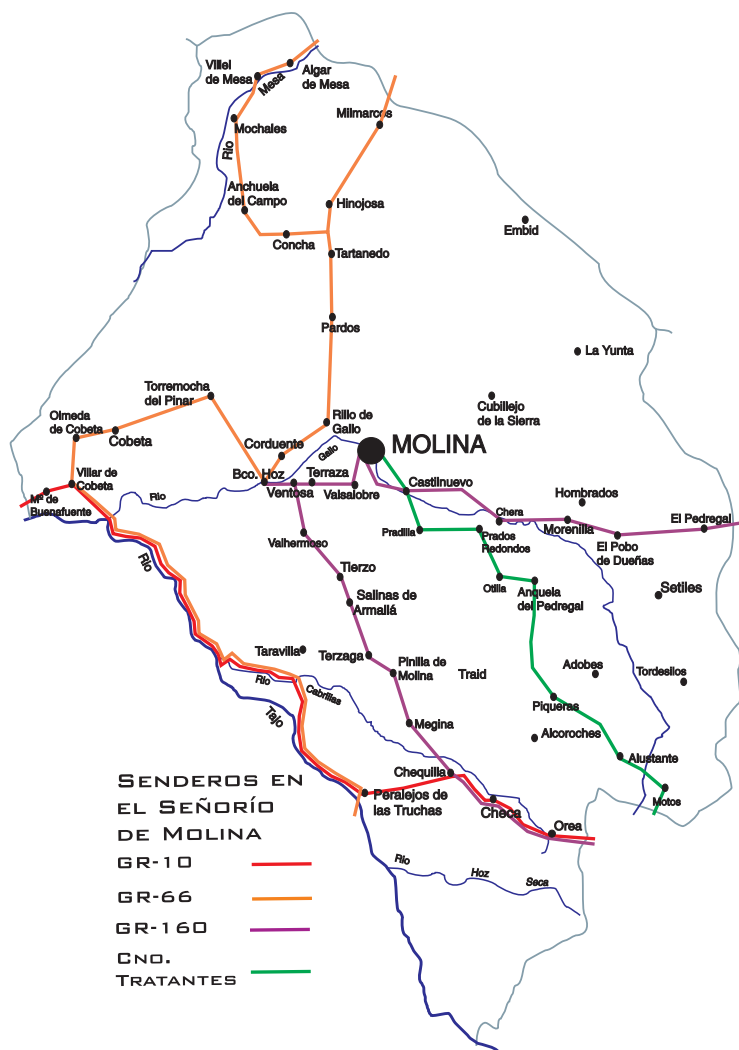 Villel
de Mesa
Mesa
Algar
de Mesa
Milmarcos
Mochales
Río
Anchuela
del Campo
Hinojosa
Embid
Concha
Tartanedo
Pardos
La Yunta
Torremocha
del Pinar
Cubillejo
de la Sierra
Olmeda
de Cobeta
Cobeta
Rillo de
Gallo
Corduente
Gallo
MOLINA
Villar de
Cobeta
Bco. Hoz
Terraza
Ventosa
Valsalobre
Castilnuevo
Mª de
Buenafuente
Río
Hombrados
Chera
Morenilla
El Pedregal
Pradilla
Prados
Redondos
El Pobo
de Dueñas
Valhermoso
Río
Tierzo
Otilla
Anquela
del Pedregal
Setiles
Salinas de
Armallá
Taravilla
Terzaga
Pinilla de
Molina
Traid
Adobes
Tordesilos
Río
Cabrillas
Tajo
Piqueras
Megina
Alcoroches
Alustante
Chequilla
Motos
Peralejos de
las Truchas
Checa
Orea
Río
Hoz
Seca
SENDEROS EN
EL SEÑORÍO
DE MOLINA
GR-10
GR-66
GR-160
CNO.
TRATANTES